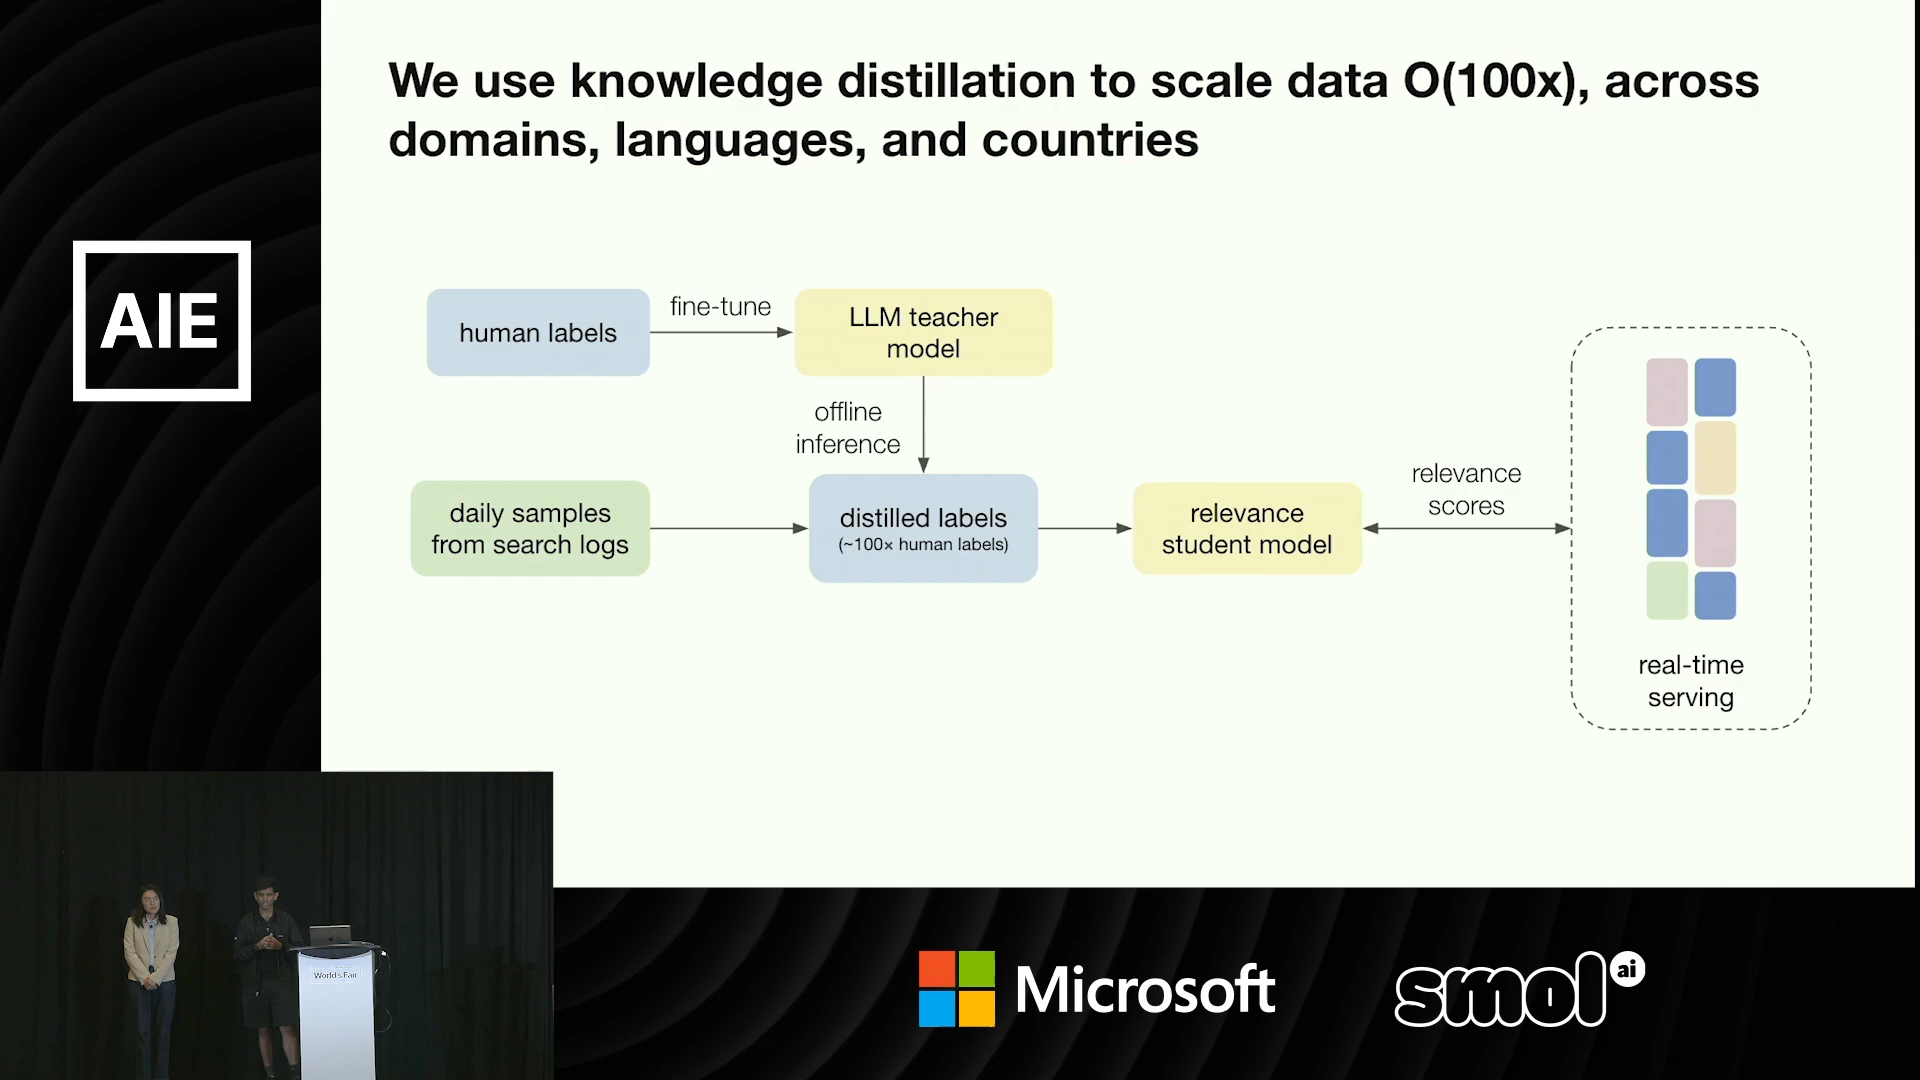 We use knowledge distillation to scale data O(100x), across
domains, languages, and countries
AIE
human labels
fine-tune
LLM teacher
model
offline
inference
daily samples
from search logs
distilled labels
(~100× human labels)
relevance
student model
relevance
scores
real-time
serving
World's Fair
Microsoft
smol ai